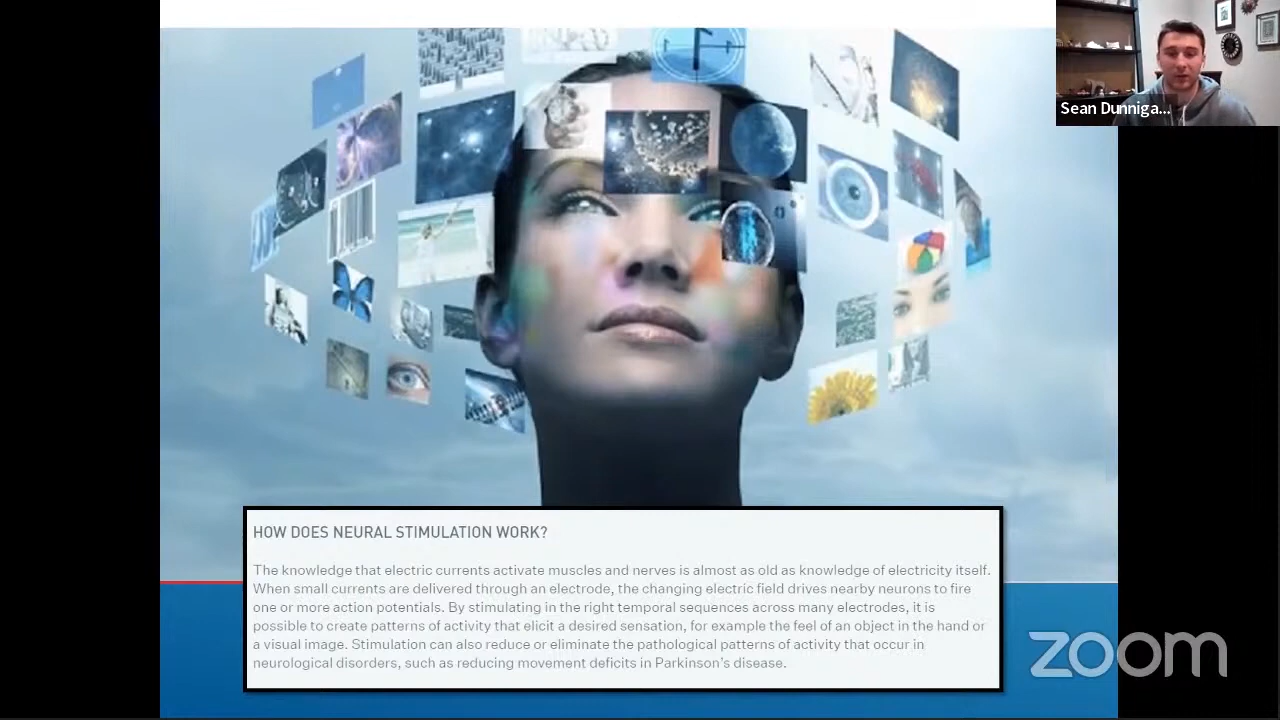 Sean Dunniga...
HOW DOES NEURAL STIMULATION WORK?
The knowledge that electric currents activate muscles and nerves is almost as old as knowledge of electricity itself.
When small currents are delivered through an electrode, the changing electric field drives nearby neurons to fire
one or more action potentials. By stimulating in the right temporal sequences across many electrodes, it is
possible to create patterns of activity that elicit a desired sensation, for example the feel of an object in the hand or
a visual image. Stimulation can also reduce or eliminate the pathological patterns of activity that occur in
neurological disorders, such as reducing movement deficits in Parkinson's disease.
zoom